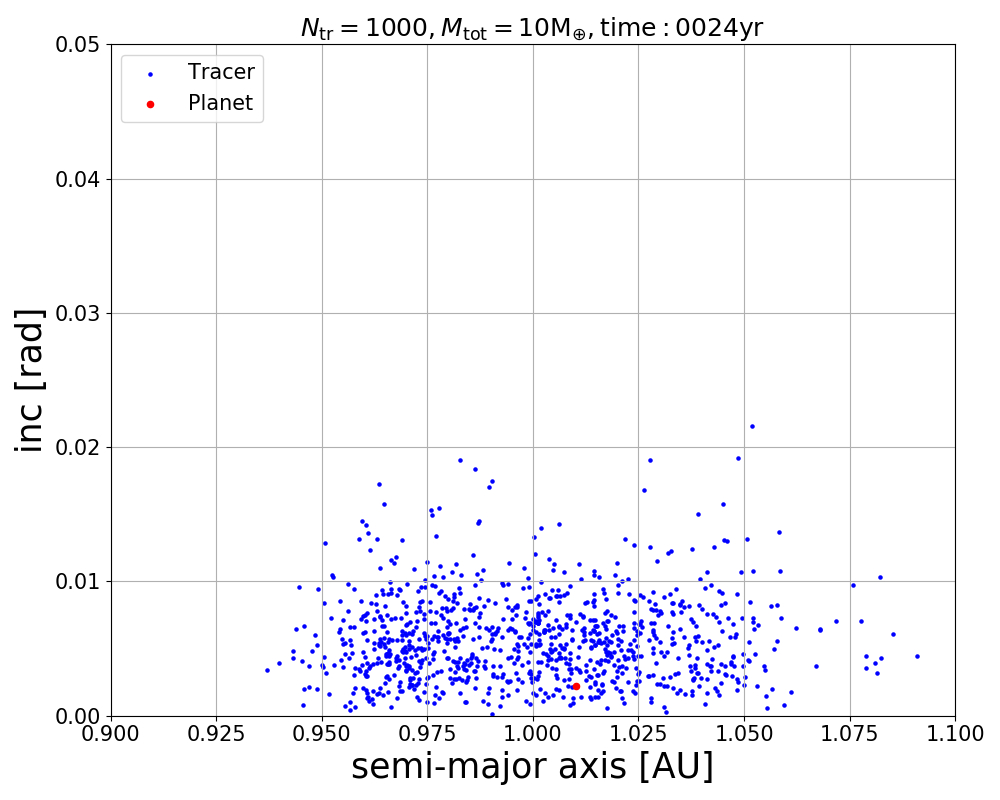 N_tr = 1000, M_tot = 10M_⊕, time : 0024yr
Tracer
Planet
0.05
0.04
0.03
0.02
0.01
0.00
inc [rad]
0.900 0.925 0.950 0.975 1.000 1.025 1.050 1.075 1.100
semi-major axis [AU]